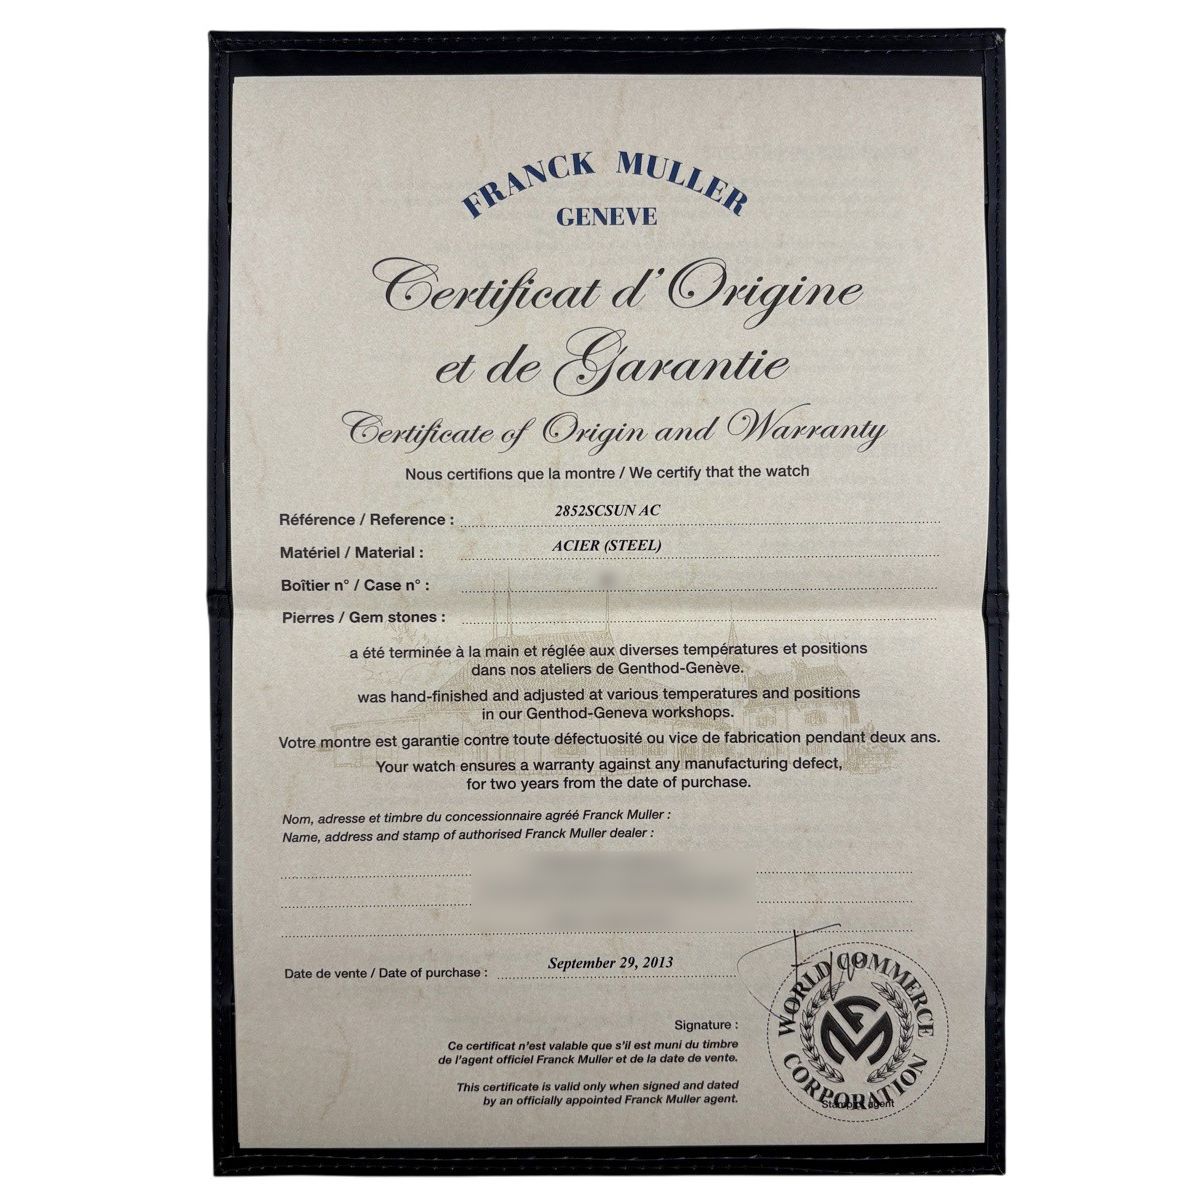 FRANCK MULLER
GENEVE
Certificat d'Origine
et de Garantie
Certificate of Origin and Warranty
Nous certifions que la montre / We certify that the watch
Référence / Reference : 2852SCSUN AC
Matériel / Material : ACIER (STEEL)
Boîtier n° / Case n° :
Pierres / Gem stones :
a été terminée à la main et réglée aux diverses températures et positions
dans nos ateliers de Genthod-Genève.
was hand-finished and adjusted at various temperatures and positions
in our Genthod-Geneva workshops.
Votre montre est garantie contre toute défectuosité ou vice de fabrication pendant deux ans.
Your watch ensures a warranty against any manufacturing defect,
for two years from the date of purchase.
Nom, adresse et timbre du concessionnaire agréé Franck Muller :
Name, address and stamp of authorised Franck Muller dealer :
Date de vente / Date of purchase : September 29, 2013
Signature :
Ce certificat n'est valable que s'il est muni du timbre
de l'agent officiel Franck Muller et de la date de vente.
This certificate is valid only when signed and dated
by an officially appointed Franck Muller agent.
WORLD COMMERCE
CORPORATION
FM
agent